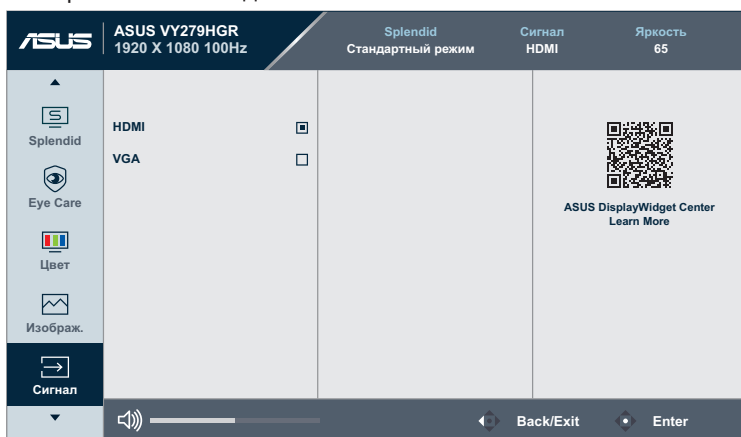 ASUS
ASUS VY279HGR
1920 X 1080 100Hz
Splendid
Стандартный режим
Сигнал
HDMI
Яркость
65
Splendid
Eye Care
Цвет
Изображ.
Сигнал
HDMI
VGA
ASUS DisplayWidget Center
Learn More
Back/Exit
Enter